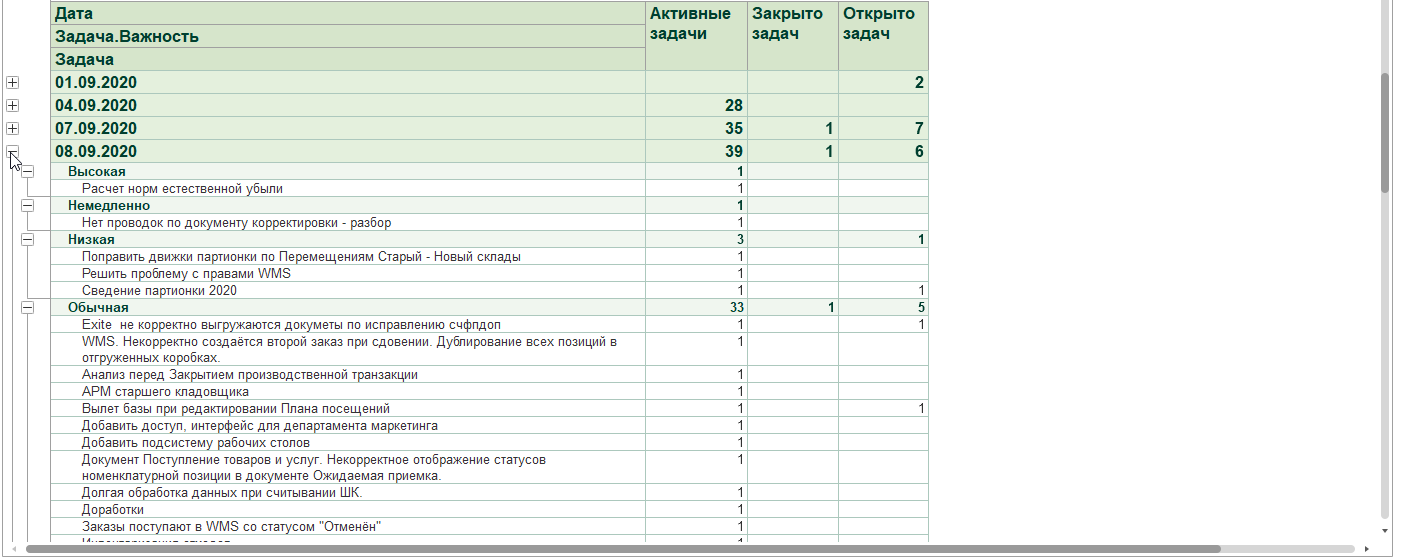 Дата Активные Закрыто Открыто
задачи задач задач
Задача.Важность
Задача
01.09.2020 2
04.09.2020 28
07.09.2020 35 1 7
08.09.2020 39 1 6
Высокая 1
Расчет норм естественной убыли 1
Немедленно 1
Нет проводок по документу корректировки - разбор 1
Низкая 3 1
Поправить движки партионки по Перемещениям Старый - Новый склады 1
Решить проблему с правами WMS 1
Сведение партионки 2020 1 1
Обычная 33 1 5
Exite не корректно выгружаются докуметы по исправлению счфпдоп 1 1
WMS. Некорректно создаётся второй заказ при сдовении. Дублирование всех позиций в 1
отгруженных коробках.
Анализ перед Закрытием производственной транзакции 1
АРМ старшего кладовщика 1
Вылет базы при редактировании Плана посещений 1 1
Добавить доступ, интерфейс для департамента маркетинга 1
Добавить подсистему рабочих столов 1
Документ Поступление товаров и услуг. Некорректное отображение статусов 1
номенклатурной позиции в документе Ожидаемая приемка.
Долгая обработка данных при считывании ШК. 1
Доработки 1
Заказы поступают в WMS со статусом "Отменён" 1